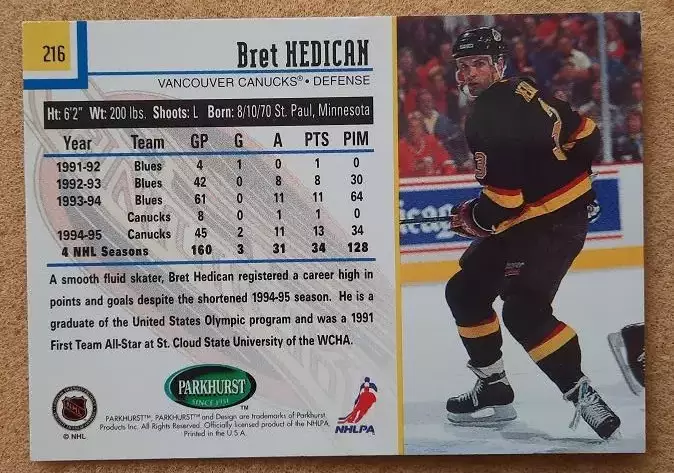 216
Bret HEDICAN
VANCOUVER CANUCKS® • DEFENSE
Ht: 6'2" Wt: 200 lbs. Shoots: L Born: 8/10/70 St. Paul, Minnesota
Year Team GP G A PTS PIM
1991-92 Blues 4 1 0 1 0
1992-93 Blues 42 0 8 8 30
1993-94 Blues 61 0 11 11 64
Canucks 8 0 1 1 0
1994-95 Canucks 45 2 11 13 34
4 NHL Seasons 160 3 31 34 128
A smooth fluid skater, Bret Hedican registered a career high in
points and goals despite the shortened 1994-95 season. He is a
graduate of the United States Olympic program and was a 1991
First Team All-Star at St. Cloud State University of the WCHA.
PARKHURST
SINCE 1951
NHL
© NHL
PARKHURST™, PARKHURST™ and Design are trademarks of Parkhurst
Products Inc. All Rights Reserved. Officially licensed product of the NHLPA.
Printed in the U.S.A.
NHLPA
3